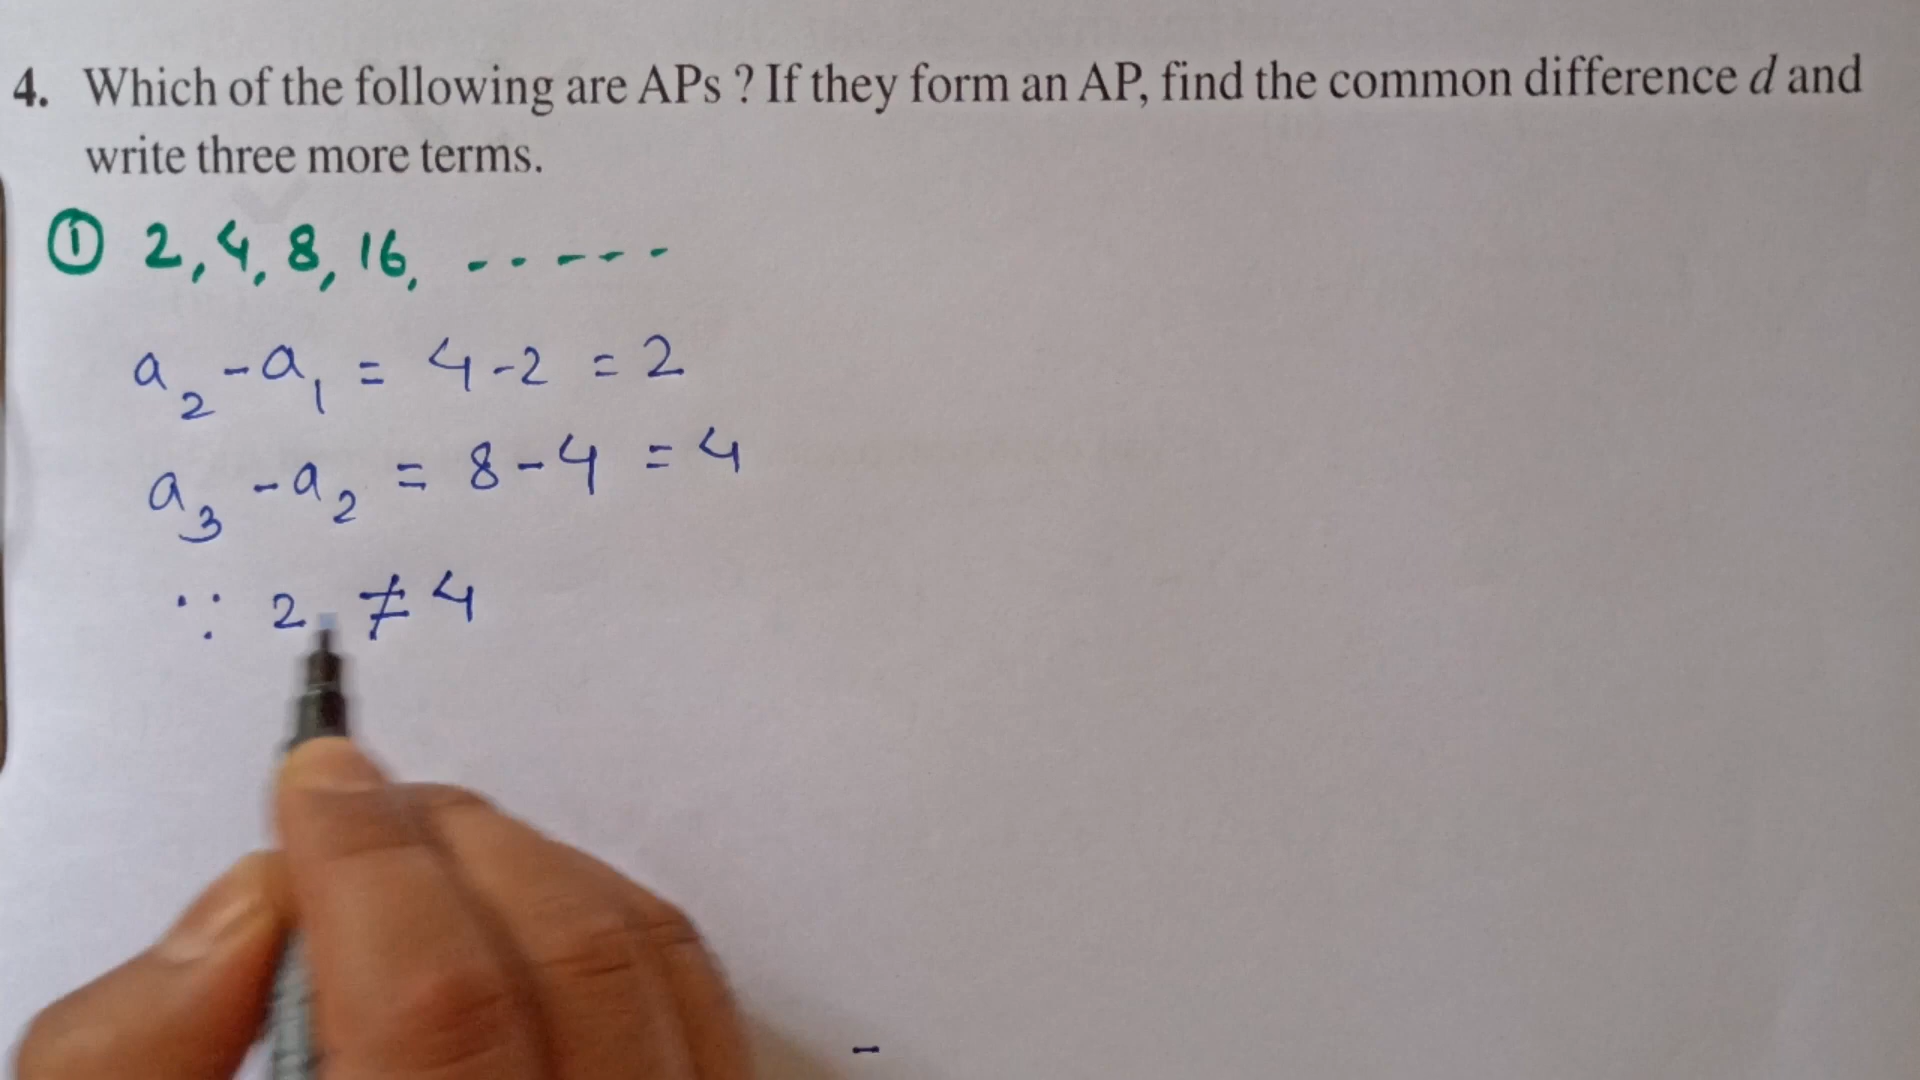 4. Which of the following are APs ? If they form an AP, find the common difference d and
write three more terms.
① 2, 4, 8, 16, - - - - -
a₂ - a₁ = 4 - 2 = 2
a₃ - a₂ = 8 - 4 = 4
∵ 2 ≠ 4